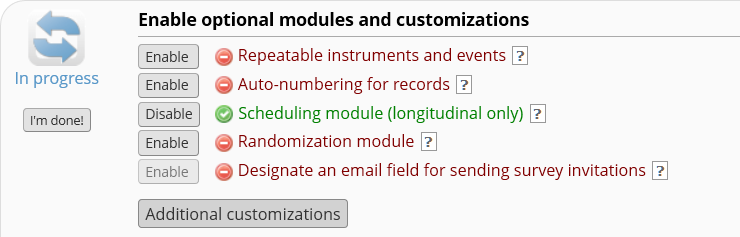 Enable optional modules and customizations
In progress
I'm done!
Enable Repeatable instruments and events ?
Enable Auto-numbering for records ?
Disable Scheduling module (longitudinal only) ?
Enable Randomization module ?
Enable Designate an email field for sending survey invitations ?
Additional customizations